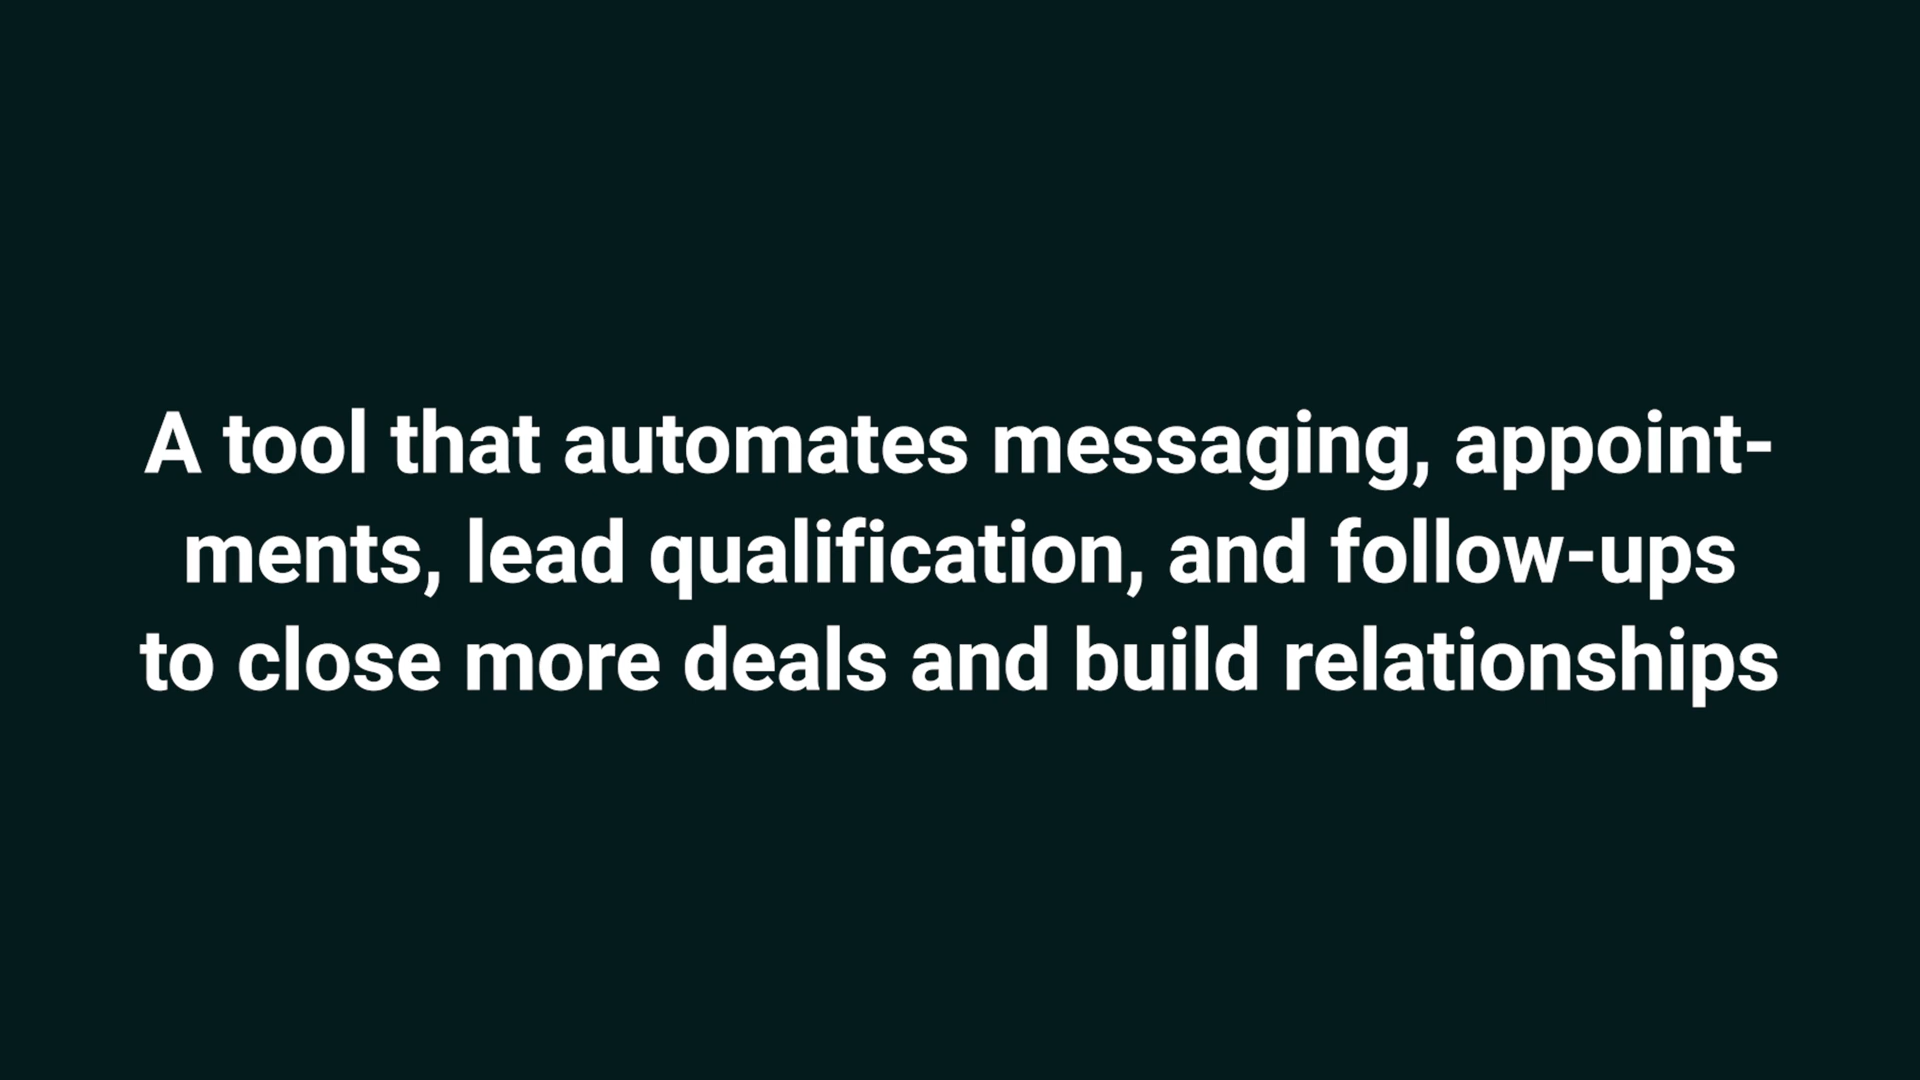 A tool that automates messaging, appoint-
ments, lead qualification, and follow-ups
to close more deals and build relationships